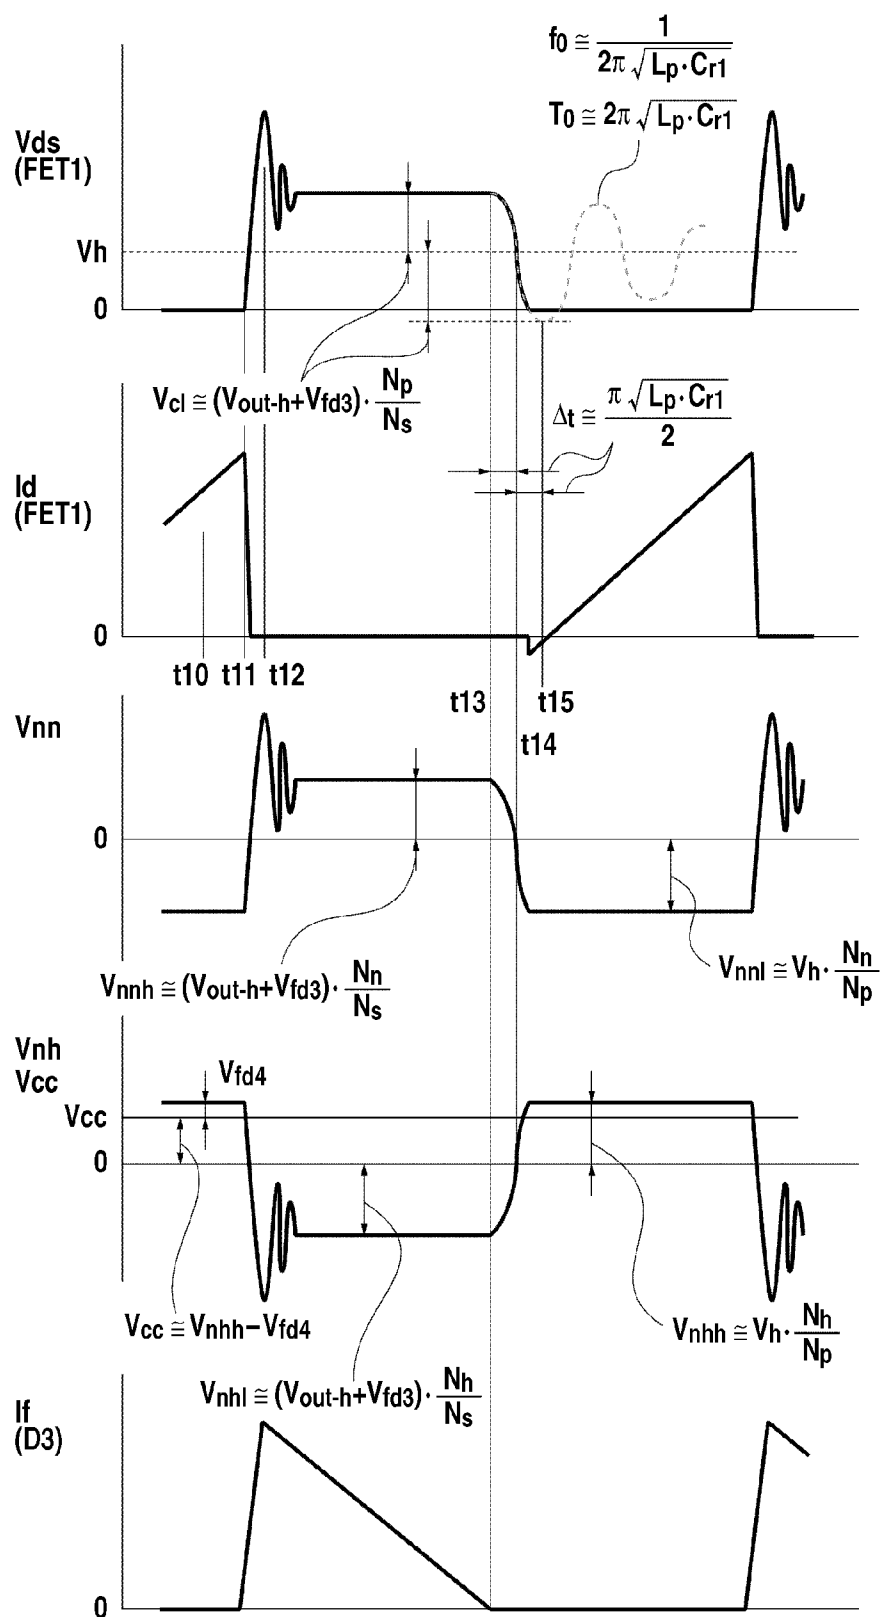 f0 ≅ 1 / 2π√Lp·Cr1
T0 ≅ 2π√Lp·Cr1
Vds
(FET1)
Vh
0
Vcl ≅ (Vout-h+Vfd3)· Np / Ns
Δt ≅ π√Lp·Cr1 / 2
Id
(FET1)
0
t10 t11 t12
t13 t15
t14
Vnn
0
Vnnh ≅ (Vout-h+Vfd3)· Nn / Ns
Vnnl ≅ Vh· Nn / Np
Vnh
Vcc
Vfd4
Vcc
0
Vcc ≅ Vnhh−Vfd4
Vnhh ≅ Vh· Nh / Np
Vnhl ≅ (Vout-h+Vfd3)· Nh / Ns
If
(D3)
0